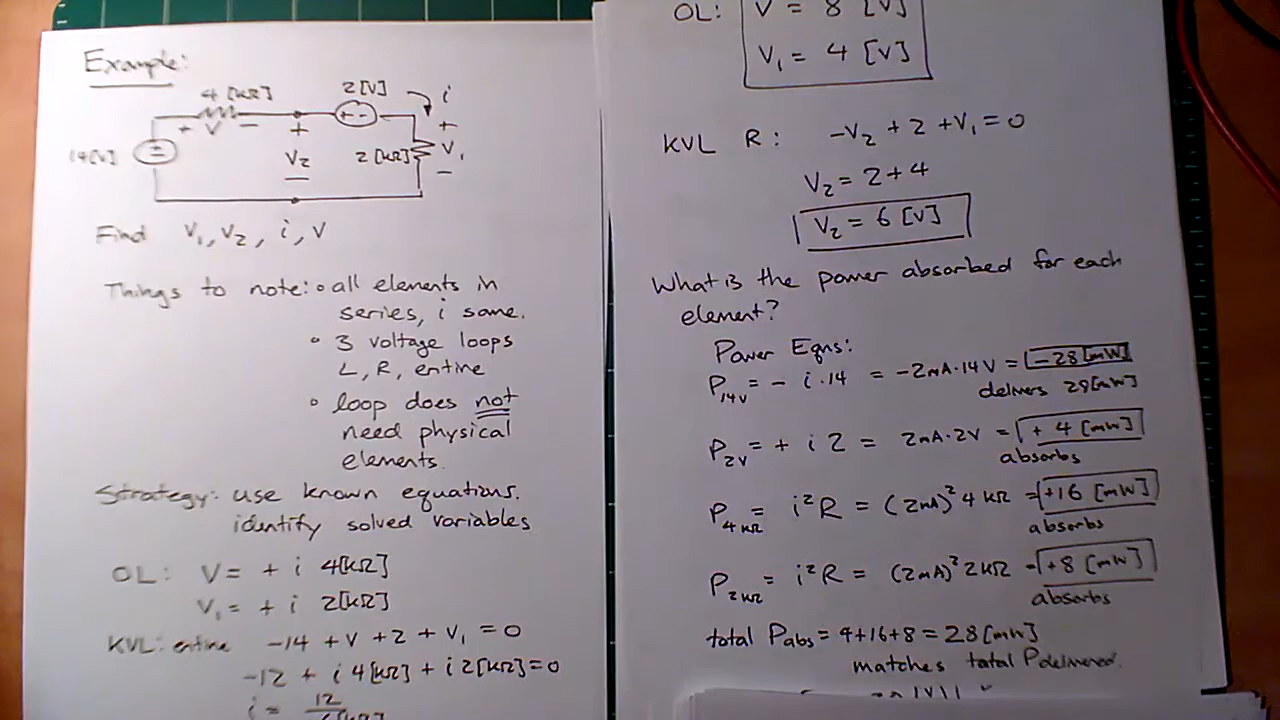 Example:
4 [kΩ]
2 [V]
i
+ V -
+ -
+
14 [V]
±
+
V₂
-
2 [kΩ]
V₁
-
Find V₁, V₂, i, V
Things to note: o all elements in
series, i same.
o 3 voltage loops
L, R, entire
o loop does not
need physical
elements.
Strategy: use known equations.
identify solved variables
OL: V = + i 4[kΩ]
V₁ = + i 2[kΩ]
KVL: entire -14 + V + 2 + V₁ = 0
-12 + i 4[kΩ] + i 2[kΩ] = 0
i = 12
OL: V = 8 [V]
V₁ = 4 [V]
KVL R: -V₂ + 2 + V₁ = 0
V₂ = 2 + 4
V₂ = 6 [V]
What is the power absorbed for each
element?
Power Eqns:
P14V = - i · 14 = -2mA·14V = -28 [mW]
delivers 28[mW]
P2V = + i 2 = 2mA·2V = + 4 [mW]
absorbs
P4kΩ = i²R = (2mA)² 4 kΩ = +16 [mW]
absorbs
P2kΩ = i²R = (2mA)² 2kΩ = +8 [mW]
absorbs
total Pabs = 4+16+8 = 28 [mW]
matches total Pdelivered.